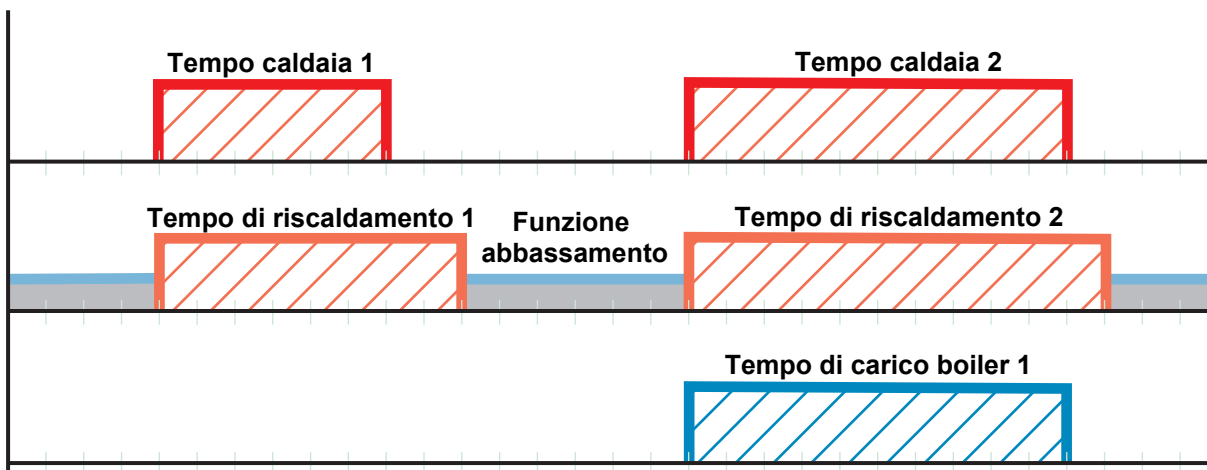 Tempo caldaia 1
Tempo caldaia 2
Tempo di riscaldamento 1
Funzione
abbassamento
Tempo di riscaldamento 2
Tempo di carico boiler 1